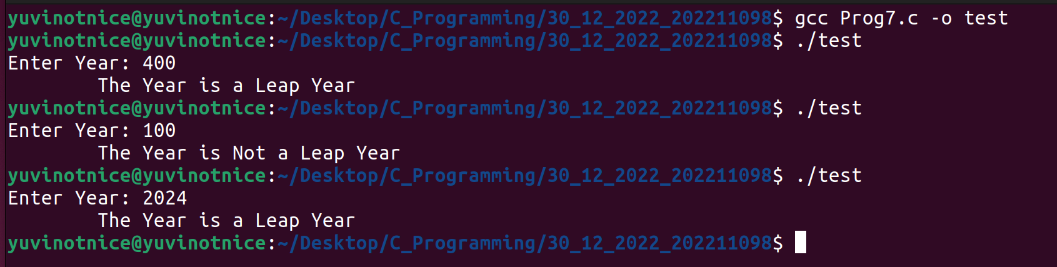 yuvinotnice@yuvinotnice:~/Desktop/C_Programming/30_12_2022_202211098$ gcc Prog7.c -o test
yuvinotnice@yuvinotnice:~/Desktop/C_Programming/30_12_2022_202211098$ ./test
Enter Year: 400
        The Year is a Leap Year
yuvinotnice@yuvinotnice:~/Desktop/C_Programming/30_12_2022_202211098$ ./test
Enter Year: 100
        The Year is Not a Leap Year
yuvinotnice@yuvinotnice:~/Desktop/C_Programming/30_12_2022_202211098$ ./test
Enter Year: 2024
        The Year is a Leap Year
yuvinotnice@yuvinotnice:~/Desktop/C_Programming/30_12_2022_202211098$